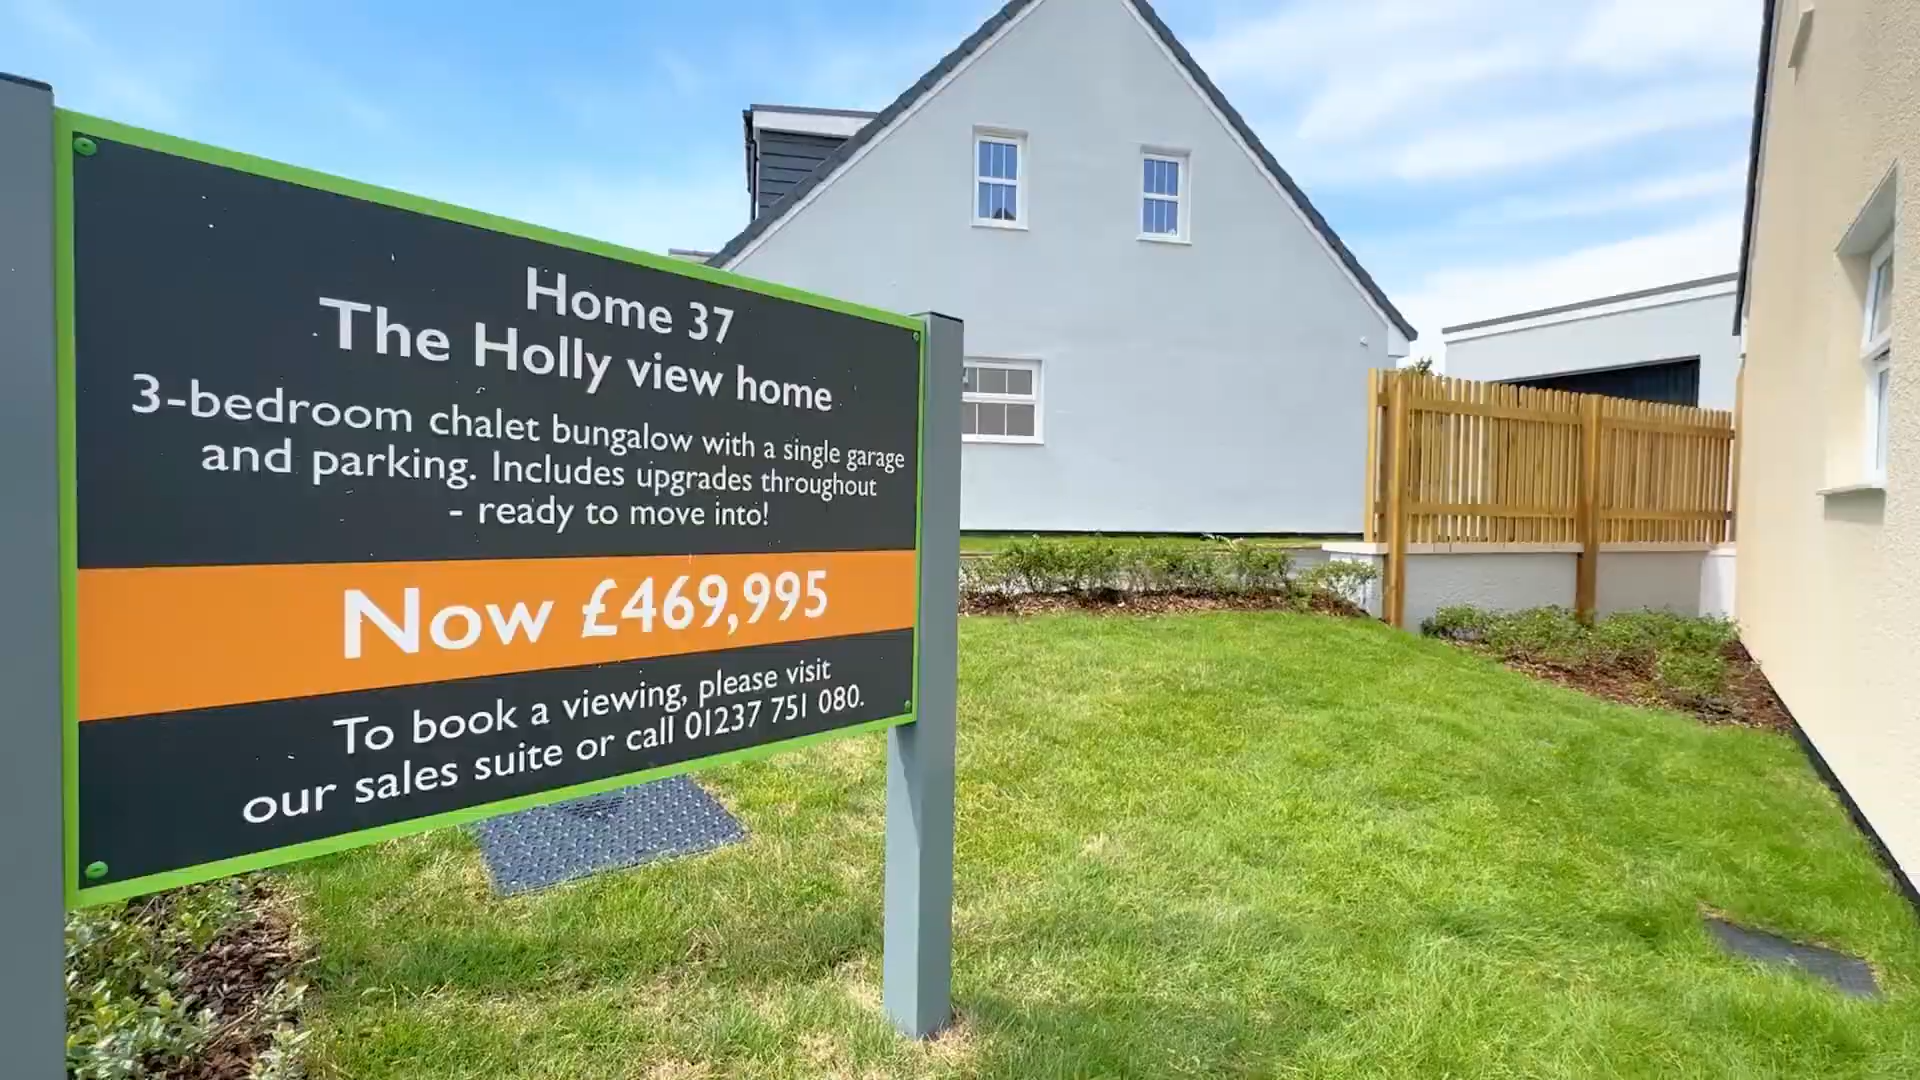 Home 37
The Holly view home
3-bedroom chalet bungalow with a single garage
and parking. Includes upgrades throughout
- ready to move into!
Now £469,995
To book a viewing, please visit
our sales suite or call 01237 751 080.